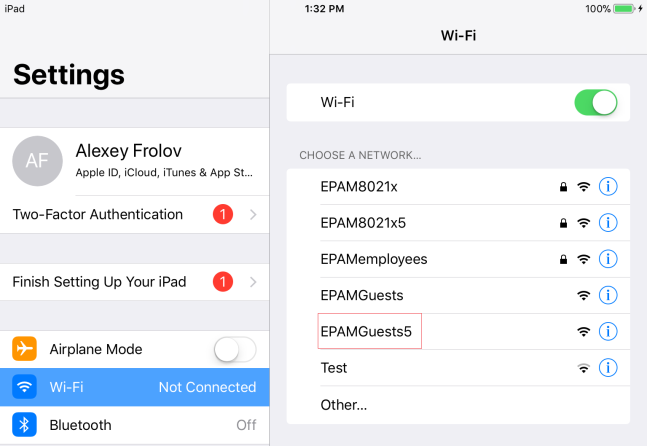 iPad
1:32 PM
100%
Settings
Wi-Fi
AF
Alexey Frolov
Apple ID, iCloud, iTunes & App St...
Two-Factor Authentication 1
Finish Setting Up Your iPad 1
Airplane Mode
Wi-Fi Not Connected
Bluetooth Off
Wi-Fi
CHOOSE A NETWORK...
EPAM8021x
EPAM8021x5
EPAMemployees
EPAMGuests
EPAMGuests5
Test
Other...